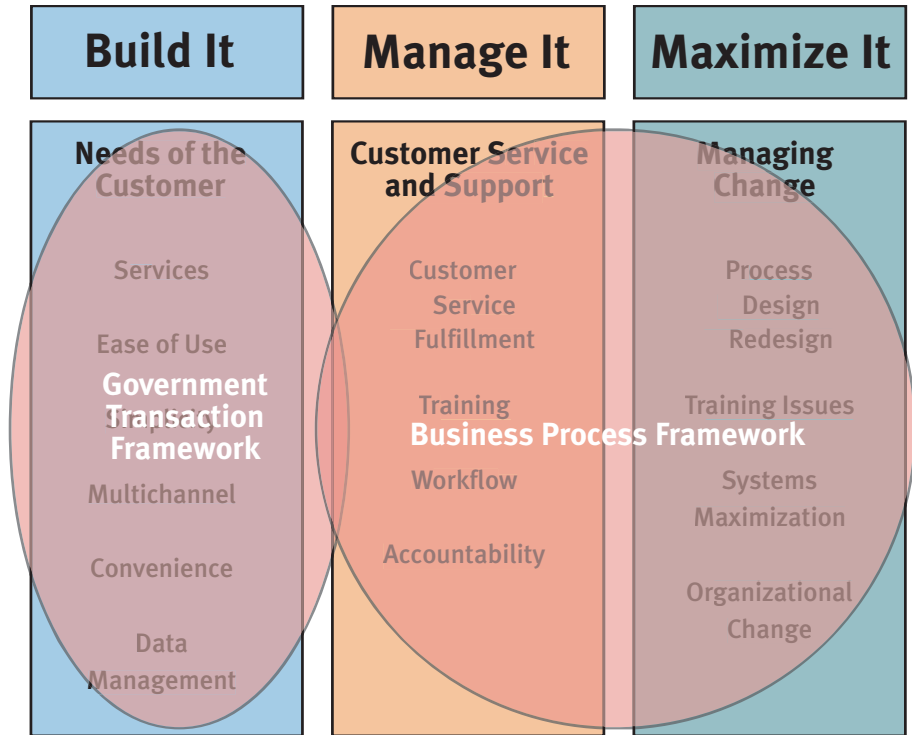 Build It
Manage It
Maximize It
Needs of the
Customer
Services
Ease of Use
Simplicity
Multichannel
Convenience
Data
Management
Government
Transaction
Framework
Customer Service
and Support
Customer
Service
Fulfillment
Training
Workflow
Accountability
Managing
Change
Process
Design
Redesign
Training Issues
Systems
Maximization
Organizational
Change
Business Process Framework